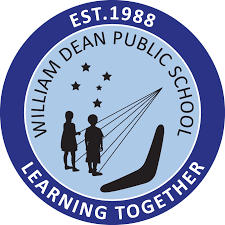 EST.1988
WILLIAM DEAN PUBLIC SCHOOL
LEARNING TOGETHER